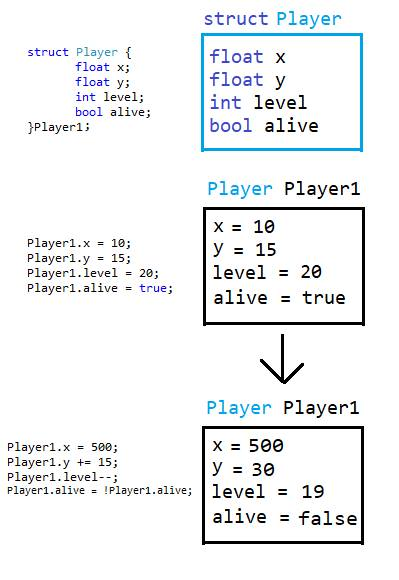 struct Player
struct Player {
float x;
float y;
int level;
bool alive;
}Player1;
float x
float y
int level
bool alive
Player Player1
Player1.x = 10;
Player1.y = 15;
Player1.level = 20;
Player1.alive = true;
x = 10
y = 15
level = 20
alive = true
Player Player1
Player1.x = 500;
Player1.y += 15;
Player1.level--;
Player1.alive = !Player1.alive;
x = 500
y = 30
level = 19
alive = false